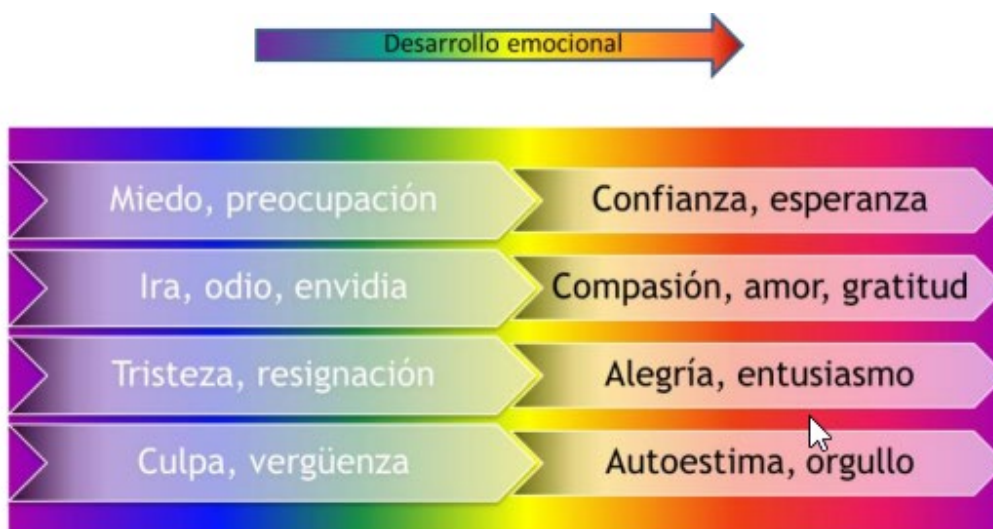 Desarrollo emocional
Miedo, preocupación
Confianza, esperanza
Ira, odio, envidia
Compasión, amor, gratitud
Tristeza, resignación
Alegría, entusiasmo
Culpa, vergüenza
Autoestima, orgullo